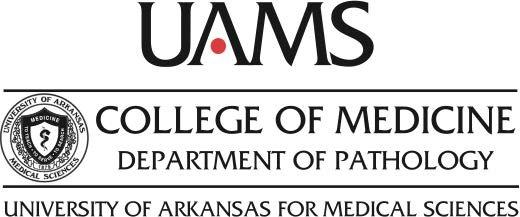 UAMS
UNIVERSITY OF ARKANSAS
MEDICINE
MEDICAL SCIENCES
COLLEGE OF MEDICINE
DEPARTMENT OF PATHOLOGY
UNIVERSITY OF ARKANSAS FOR MEDICAL SCIENCES